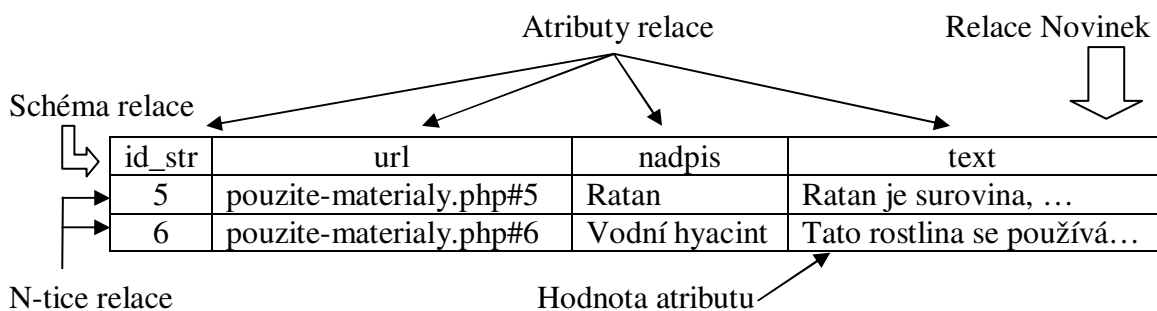 Atributy relace Relace Novinek
Schéma relace
id_str url nadpis text
5 pouzite-materialy.php#5 Ratan Ratan je surovina, …
6 pouzite-materialy.php#6 Vodní hyacint Tato rostlina se používá…
N-tice relace Hodnota atributu